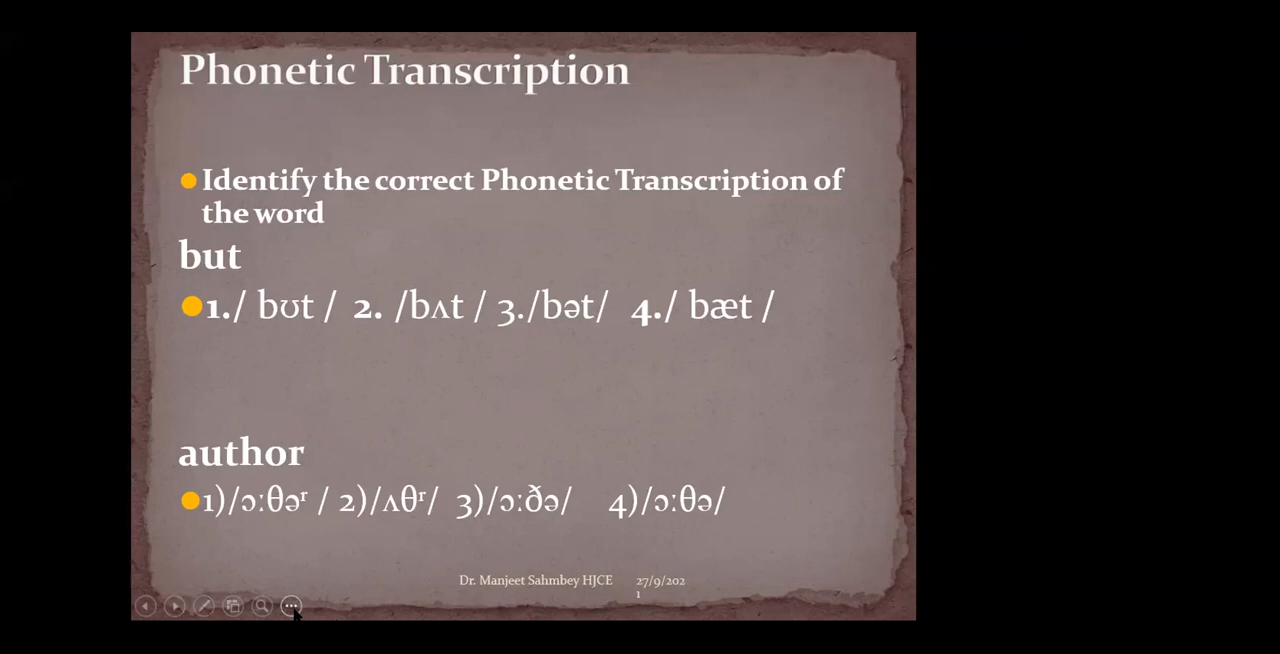 Phonetic Transcription
Identify the correct Phonetic Transcription of
the word
but
1./ bʊt / 2. /bʌt / 3./bət/ 4./ bæt /
author
1)/ɔːθəʳ / 2)/ʌθʳ/ 3)/ɔːðə/ 4)/ɔːθə/
Dr. Manjeet Sahmbey HJCE 27/9/202
1